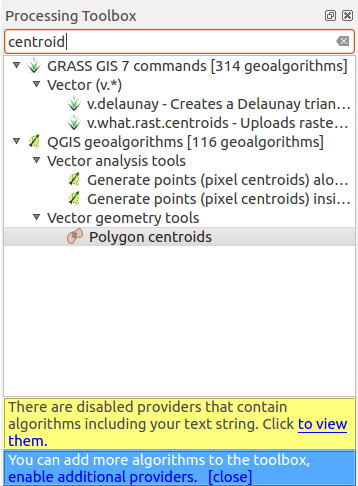 Processing Toolbox
centroid
GRASS GIS 7 commands [314 geoalgorithms]
Vector (v.*)
v.delaunay - Creates a Delaunay trian...
v.what.rast.centroids - Uploads raste...
QGIS geoalgorithms [116 geoalgorithms]
Vector analysis tools
Generate points (pixel centroids) alo...
Generate points (pixel centroids) insi...
Vector geometry tools
Polygon centroids
There are disabled providers that contain
algorithms including your text string. Click to view
them.
You can add more algorithms to the toolbox,
enable additional providers. [close]